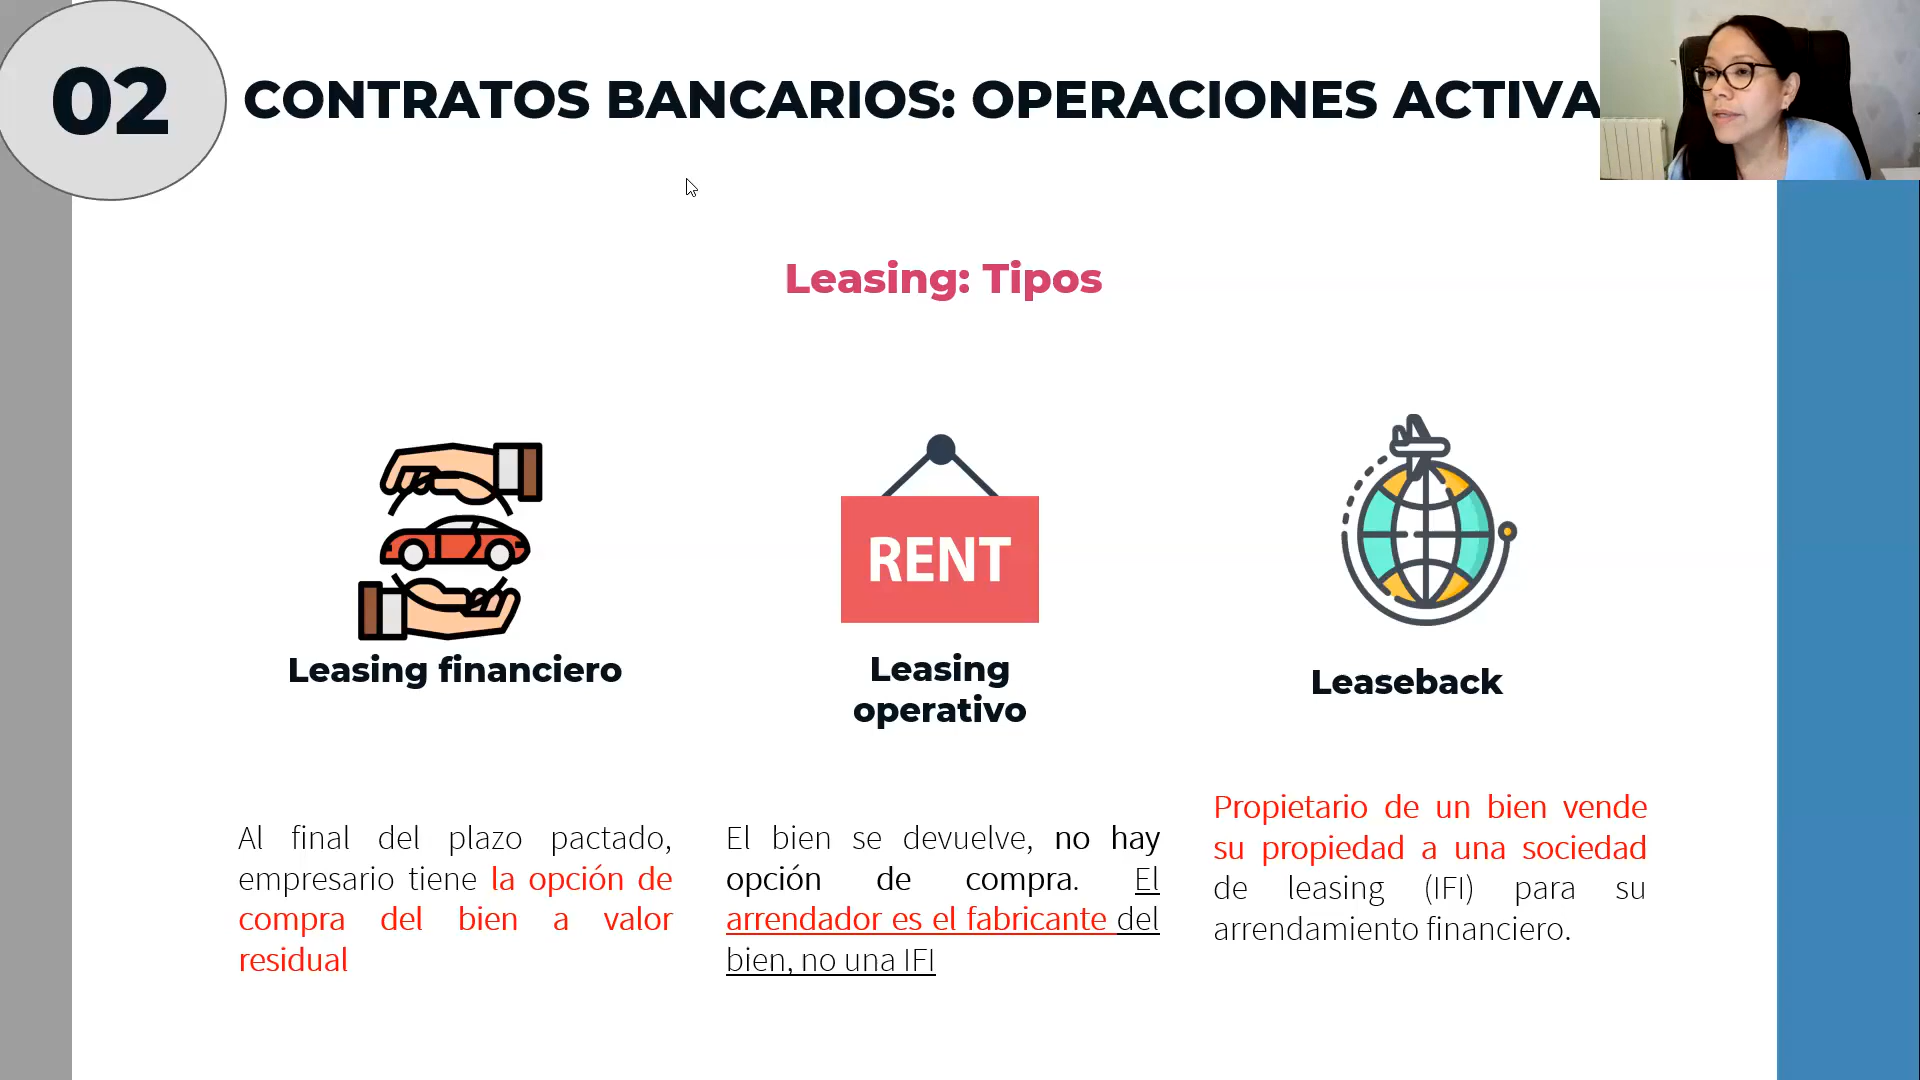 02
CONTRATOS BANCARIOS: OPERACIONES ACTIVA
Leasing: Tipos
RENT
Leasing financiero
Leasing
operativo
Leaseback
Al final del plazo pactado,
empresario tiene la opción de
compra del bien a valor
residual
El bien se devuelve, no hay
opción de compra. El
arrendador es el fabricante del
bien, no una IFI
Propietario de un bien vende
su propiedad a una sociedad
de leasing (IFI) para su
arrendamiento financiero.